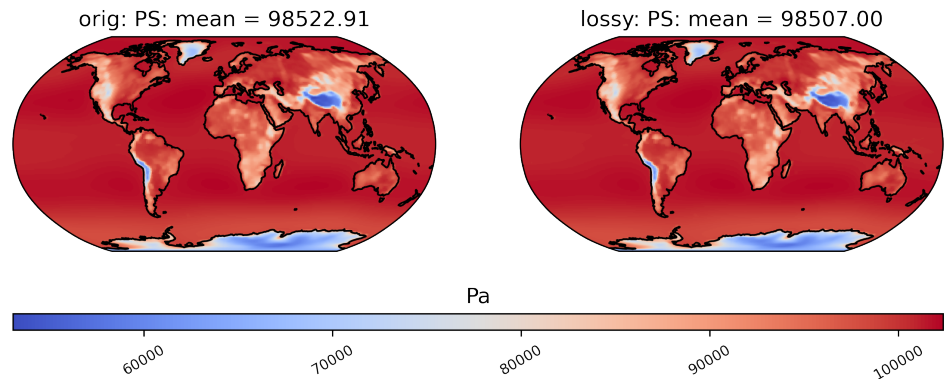 orig: PS: mean = 98522.91
lossy: PS: mean = 98507.00
Pa
60000
70000
80000
90000
100000